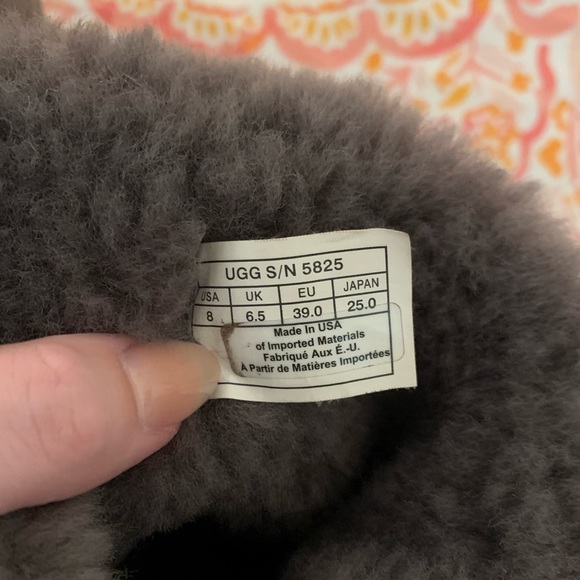 UGG S/N 5825
USA UK EU JAPAN
8 6.5 39.0 25.0
Made In USA
of Imported Materials
Fabriqué Aux É.-U.
A Partir de Matières Importées